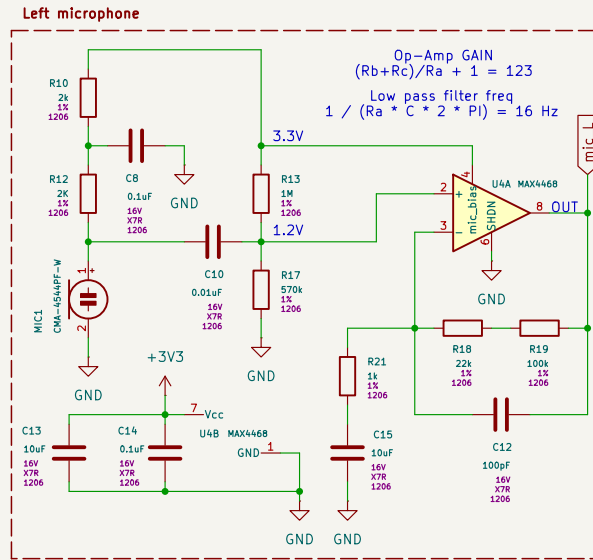 Left microphone
Op-Amp GAIN
(Rb+Rc)/Ra + 1 = 123
Low pass filter freq
1 / (Ra * C * 2 * PI) = 16 Hz
R10
2k
1%
1206
C8
0.1uF
16V
X7R
1206
GND
R12
2K
1%
1206
3.3V
R13
1M
1%
1206
1.2V
C10
0.01uF
16V
X7R
1206
R17
570k
1%
1206
GND
MIC1
CMA-4544PF-W
1
+
2
GND
U4A MAX4468
mic_bias
SHDN
4
2
+
3
−
6
8
OUT
GND
mic_L
R18
22k
1%
1206
R19
100k
1%
1206
R21
1k
1%
1206
C12
100pF
16V
X7R
1206
C15
10uF
16V
X7R
1206
GND
+3V3
7
Vcc
U4B MAX4468
GND
1
C13
10uF
16V
X7R
1206
C14
0.1uF
16V
X7R
1206
GND